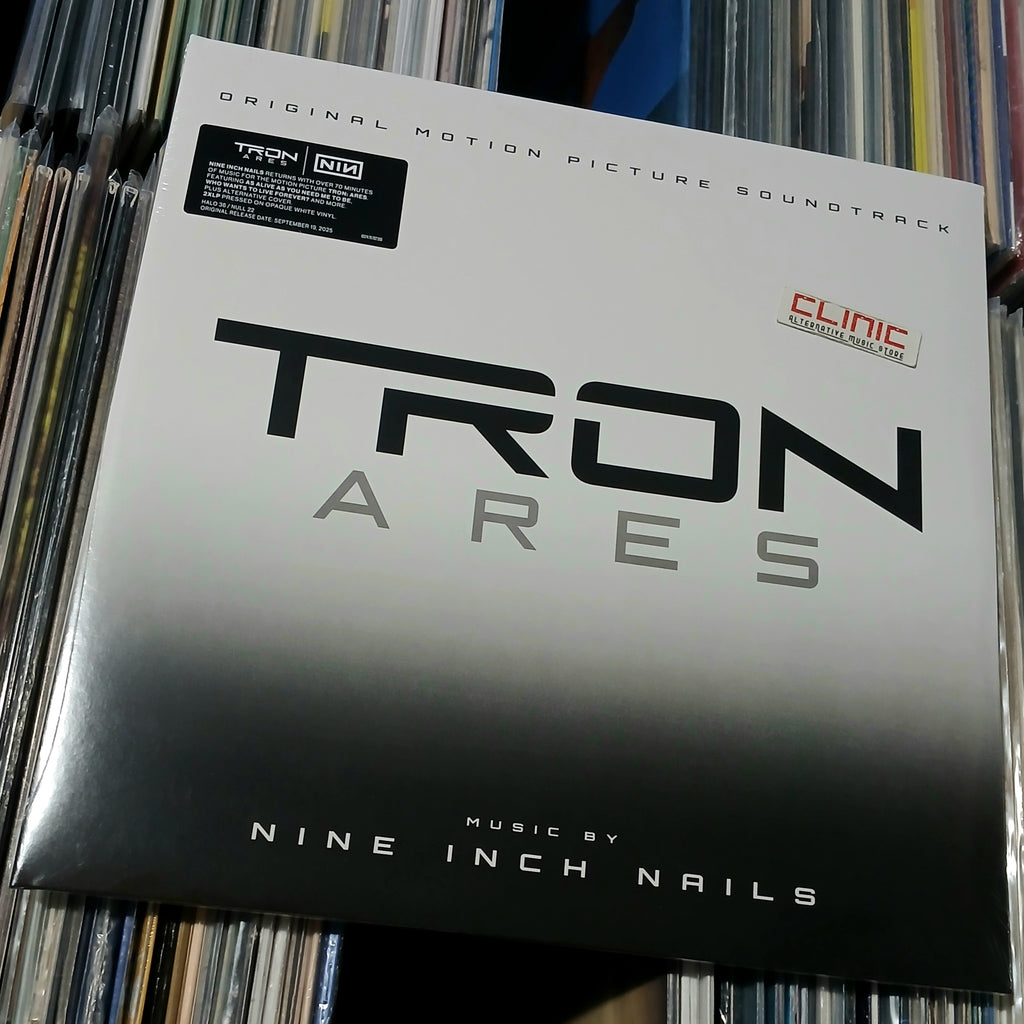 ORIGINAL MOTION PICTURE SOUNDTRACK
TRON
ARES
NIN
NINE INCH NAILS RETURNS WITH OVER 70 MINUTES
OF MUSIC FOR THE MOTION PICTURE TRON: ARES.
FEATURING AS ALIVE AS YOU NEED ME TO BE,
WHO WANTS TO LIVE FOREVER? AND MORE.
PLUS ALTERNATIVE COVER.
2XLP PRESSED ON OPAQUE WHITE VINYL.
HALO 36 / NULL 22
ORIGINAL RELEASE DATE: SEPTEMBER 19, 2025
CLINIC
ALTERNATIVE MUSIC STORE
TRON
ARES
MUSIC BY
NINE INCH NAILS